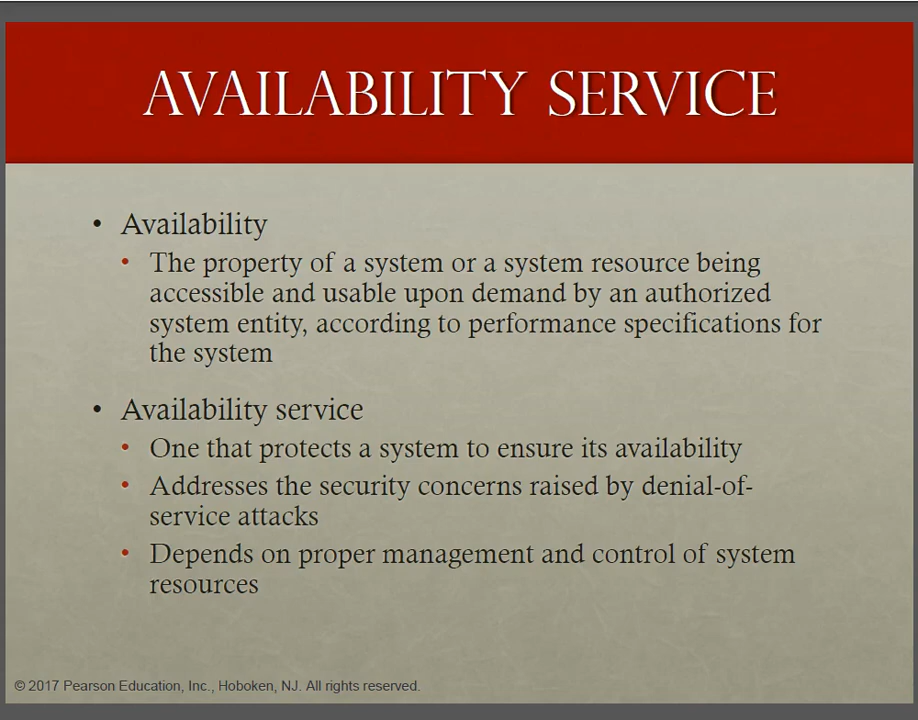 AVAILABILITY SERVICE
• Availability
• The property of a system or a system resource being
accessible and usable upon demand by an authorized
system entity, according to performance specifications for
the system
• Availability service
• One that protects a system to ensure its availability
• Addresses the security concerns raised by denial-of-
service attacks
• Depends on proper management and control of system
resources
© 2017 Pearson Education, Inc., Hoboken, NJ. All rights reserved.